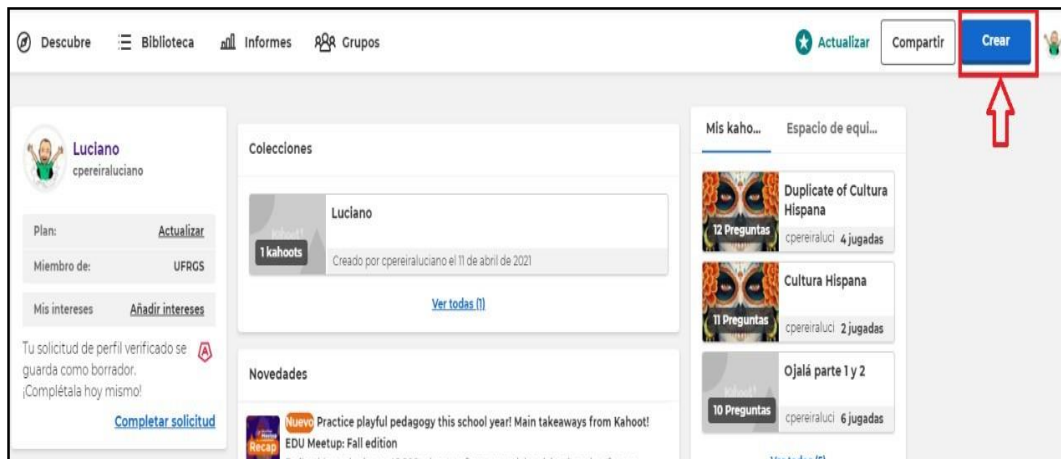 Descubre Biblioteca Informes Grupos Actualizar Compartir Crear
Luciano
cpereiraluciano
Plan: Actualizar
Miembro de: UFRGS
Mis intereses Añadir intereses
Tu solicitud de perfil verificado se
guarda como borrador.
¡Complétala hoy mismo!
Completar solicitud
Colecciones
Luciano
Kahoot!
1 kahoots
Creado por cpereiraluciano el 11 de abril de 2021
Ver todas (1)
Novedades
Nuevo Practice playful pedagogy this school year! Main takeaways from Kahoot!
EDU Meetup: Fall edition
Recap
Mis kaho... Espacio de equi...
Duplicate of Cultura
Hispana
12 Preguntas
cpereiraluci 4 jugadas
Cultura Hispana
11 Preguntas
cpereiraluci 2 jugadas
Ojalá parte 1 y 2
Kahoot!
10 Preguntas
cpereiraluci 6 jugadas